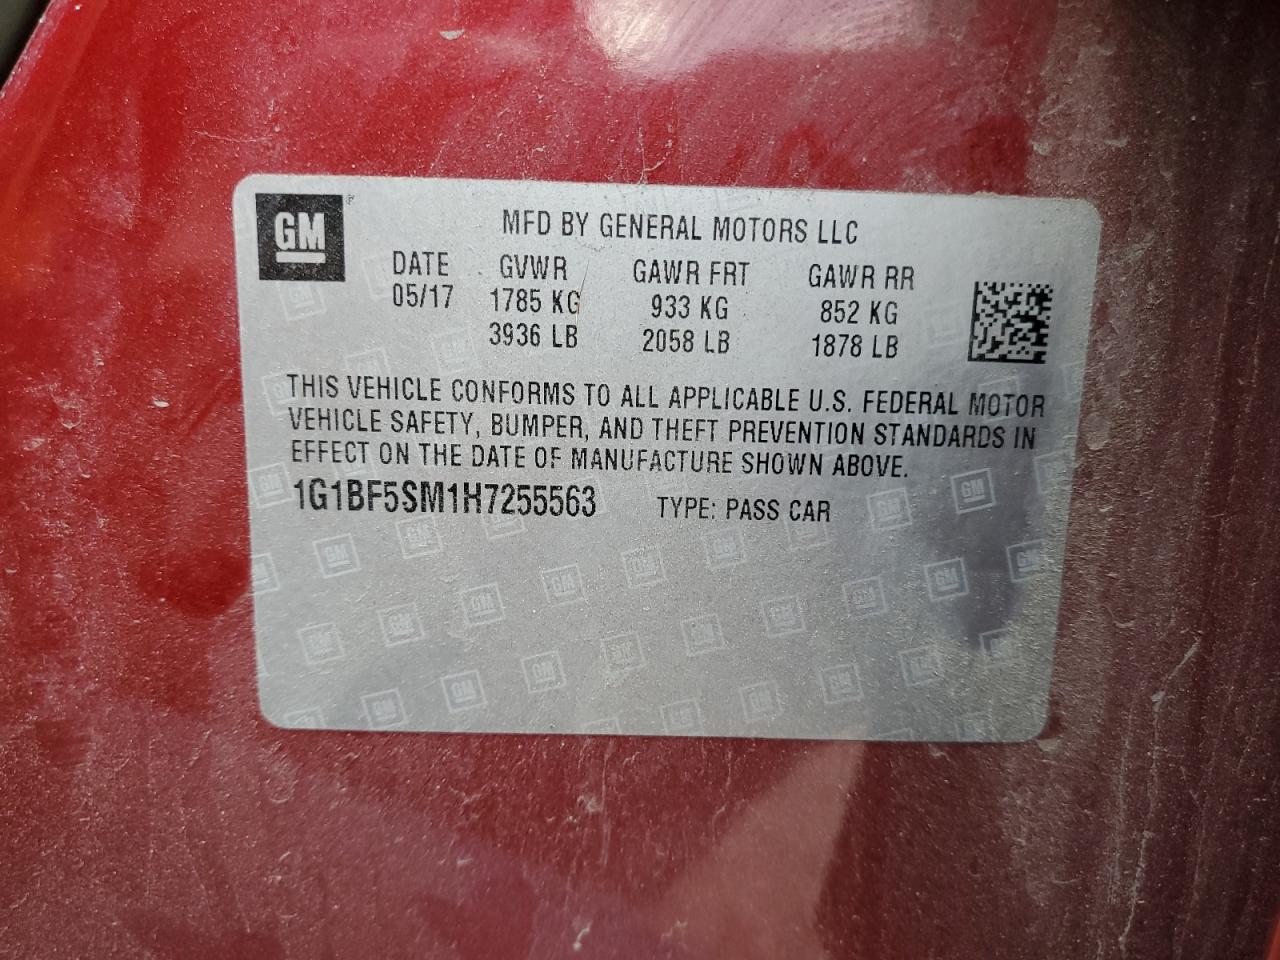 GM
MFD BY GENERAL MOTORS LLC
DATE GVWR GAWR FRT GAWR RR
05/17 1785 KG 933 KG 852 KG
3936 LB 2058 LB 1878 LB
THIS VEHICLE CONFORMS TO ALL APPLICABLE U.S. FEDERAL MOTOR
VEHICLE SAFETY, BUMPER, AND THEFT PREVENTION STANDARDS IN
EFFECT ON THE DATE OF MANUFACTURE SHOWN ABOVE.
1G1BF5SM1H7255563 TYPE: PASS CAR